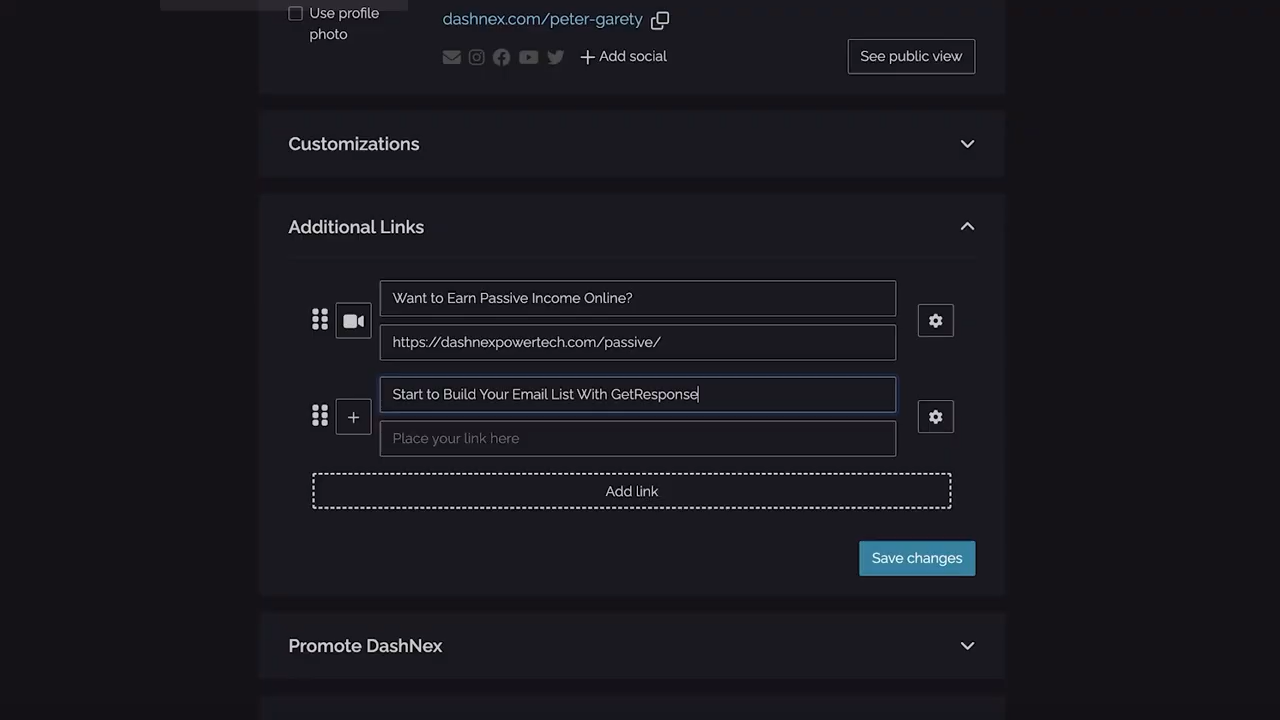 Use profile
photo
dashnex.com/peter-garety
Add social
See public view
Customizations
Additional Links
Want to Earn Passive Income Online?
https://dashnexpowertech.com/passive/
Start to Build Your Email List With GetResponse
Place your link here
Add link
Save changes
Promote DashNex